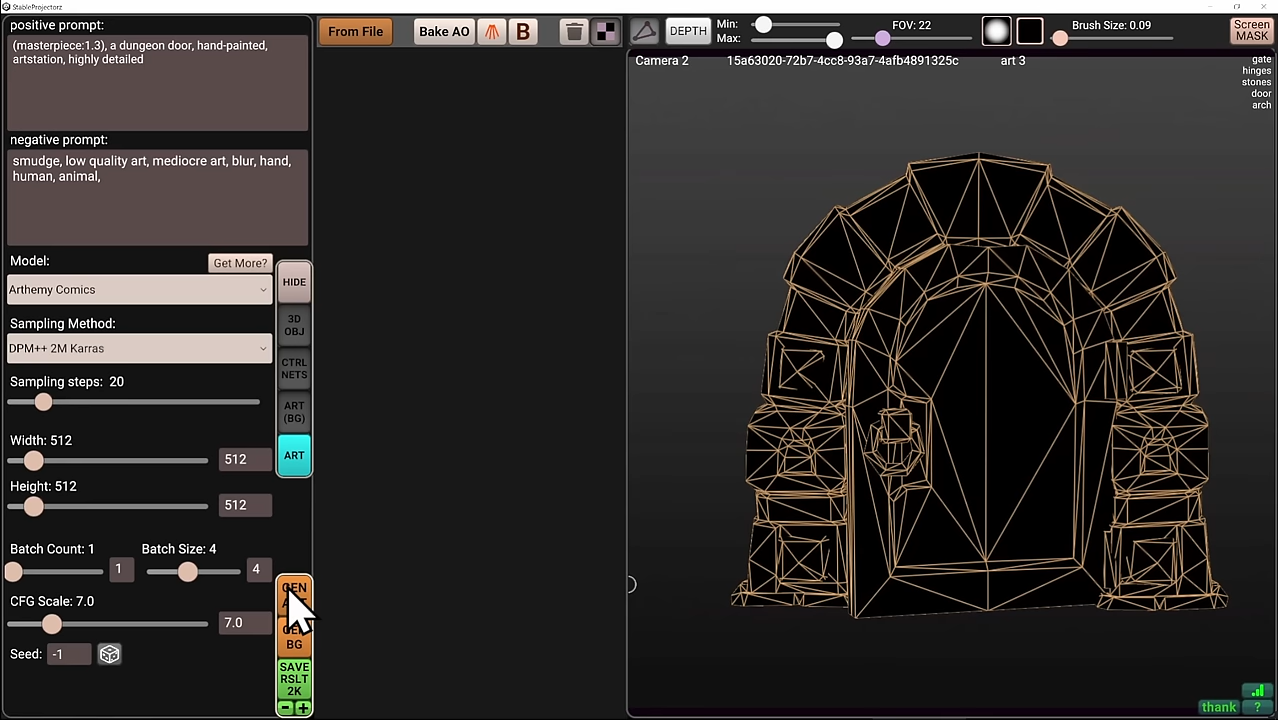 StableProjectorz
positive prompt:
(masterpiece:1.3), a dungeon door, hand-painted,
artstation, highly detailed
negative prompt:
smudge, low quality art, mediocre art, blur, hand,
human, animal,
Model:
Get More?
Arthemy Comics
Sampling Method:
DPM++ 2M Karras
Sampling steps: 20
Width: 512
512
Height: 512
512
Batch Count: 1
1
Batch Size: 4
4
CFG Scale: 7.0
7.0
Seed:
-1
HIDE
3D
OBJ
CTRL
NETS
ART
(BG)
ART
GEN
BG
SAVE
RSLT
2K
- +
From File
Bake AO
B
DEPTH
Min:
Max:
FOV: 22
Brush Size: 0.09
Screen
MASK
Camera 2
15a63020-72b7-4cc8-93a7-4afb4891325c
art 3
gate
hinges
stones
door
arch
thank
?